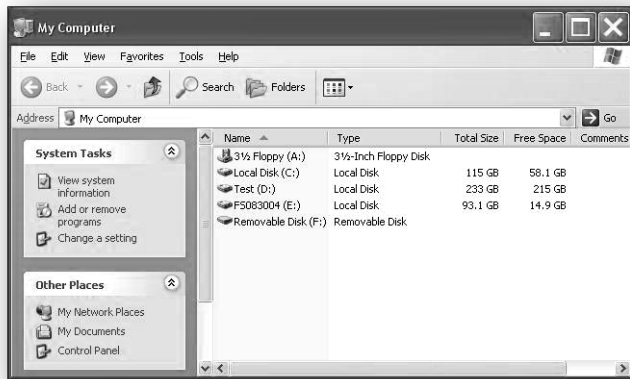 My Computer
File Edit View Favorites Tools Help
Back Search Folders
Address My Computer Go
Name Type Total Size Free Space Comments
System Tasks
View system
information
Add or remove
programs
Change a setting
Other Places
My Network Places
My Documents
Control Panel
3½ Floppy (A:) 3½-Inch Floppy Disk
Local Disk (C:) Local Disk 115 GB 58.1 GB
Test (D:) Local Disk 233 GB 215 GB
FS083004 (E:) Local Disk 93.1 GB 14.9 GB
Removable Disk (F:) Removable Disk